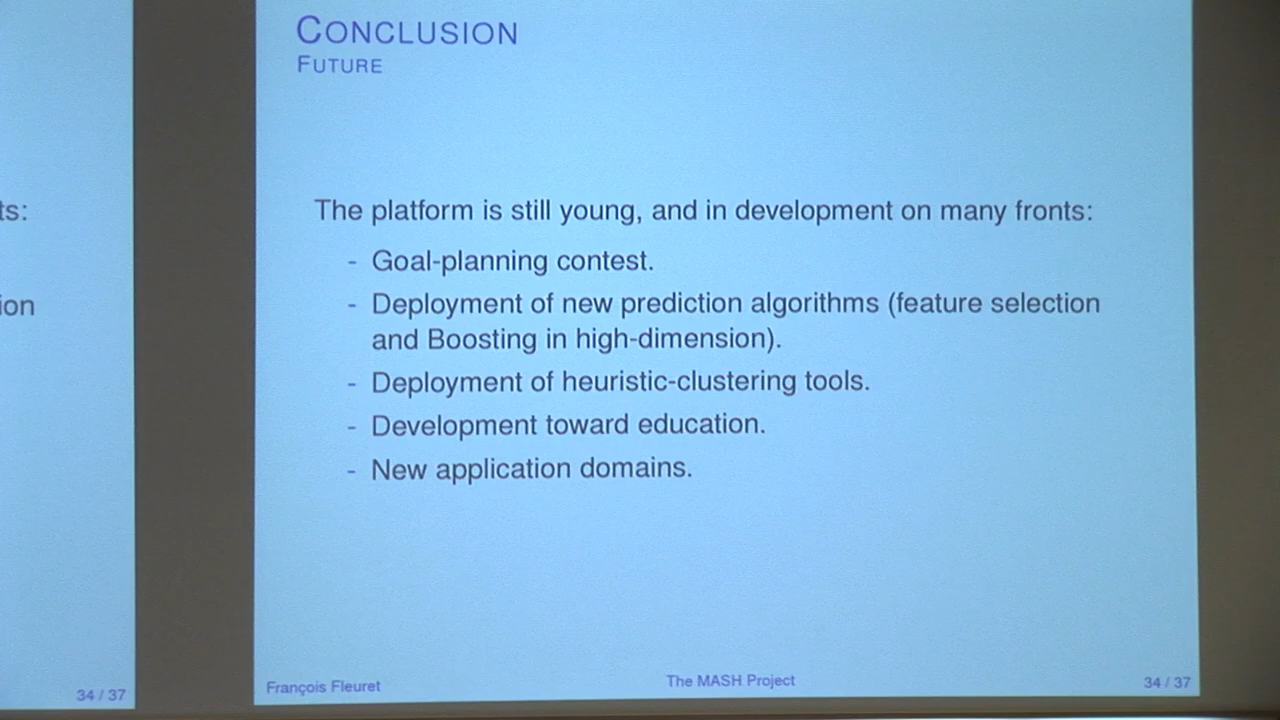 CONCLUSION
FUTURE
The platform is still young, and in development on many fronts:
- Goal-planning contest.
- Deployment of new prediction algorithms (feature selection
and Boosting in high-dimension).
- Deployment of heuristic-clustering tools.
- Development toward education.
- New application domains.
François Fleuret
The MASH Project
34 / 37
ts:
ion
34 / 37